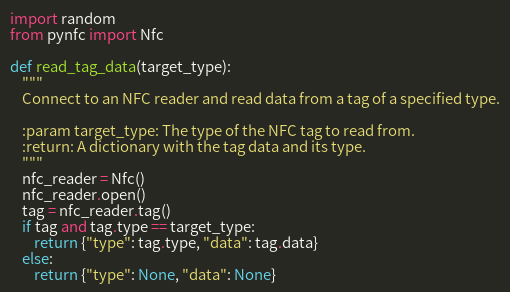 import random
from pynfc import Nfc

def read_tag_data(target_type):
    """
    Connect to an NFC reader and read data from a tag of a specified type.

    :param target_type: The type of the NFC tag to read from.
    :return: A dictionary with the tag data and its type.
    """
    nfc_reader = Nfc()
    nfc_reader.open()
    tag = nfc_reader.tag()
    if tag and tag.type == target_type:
        return {"type": tag.type, "data": tag.data}
    else:
        return {"type": None, "data": None}